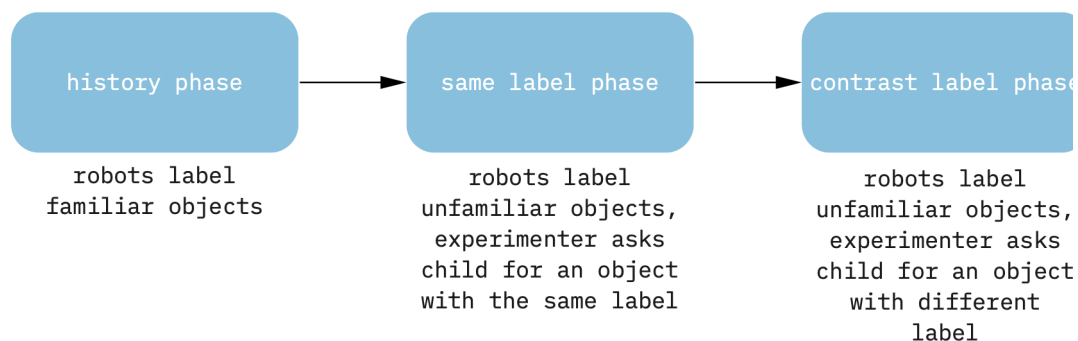 history phase
same label phase
contrast label phase
robots label
familiar objects
robots label
unfamiliar objects,
experimenter asks
child for an object
with the same label
robots label
unfamiliar objects,
experimenter asks
child for an object
with different
label